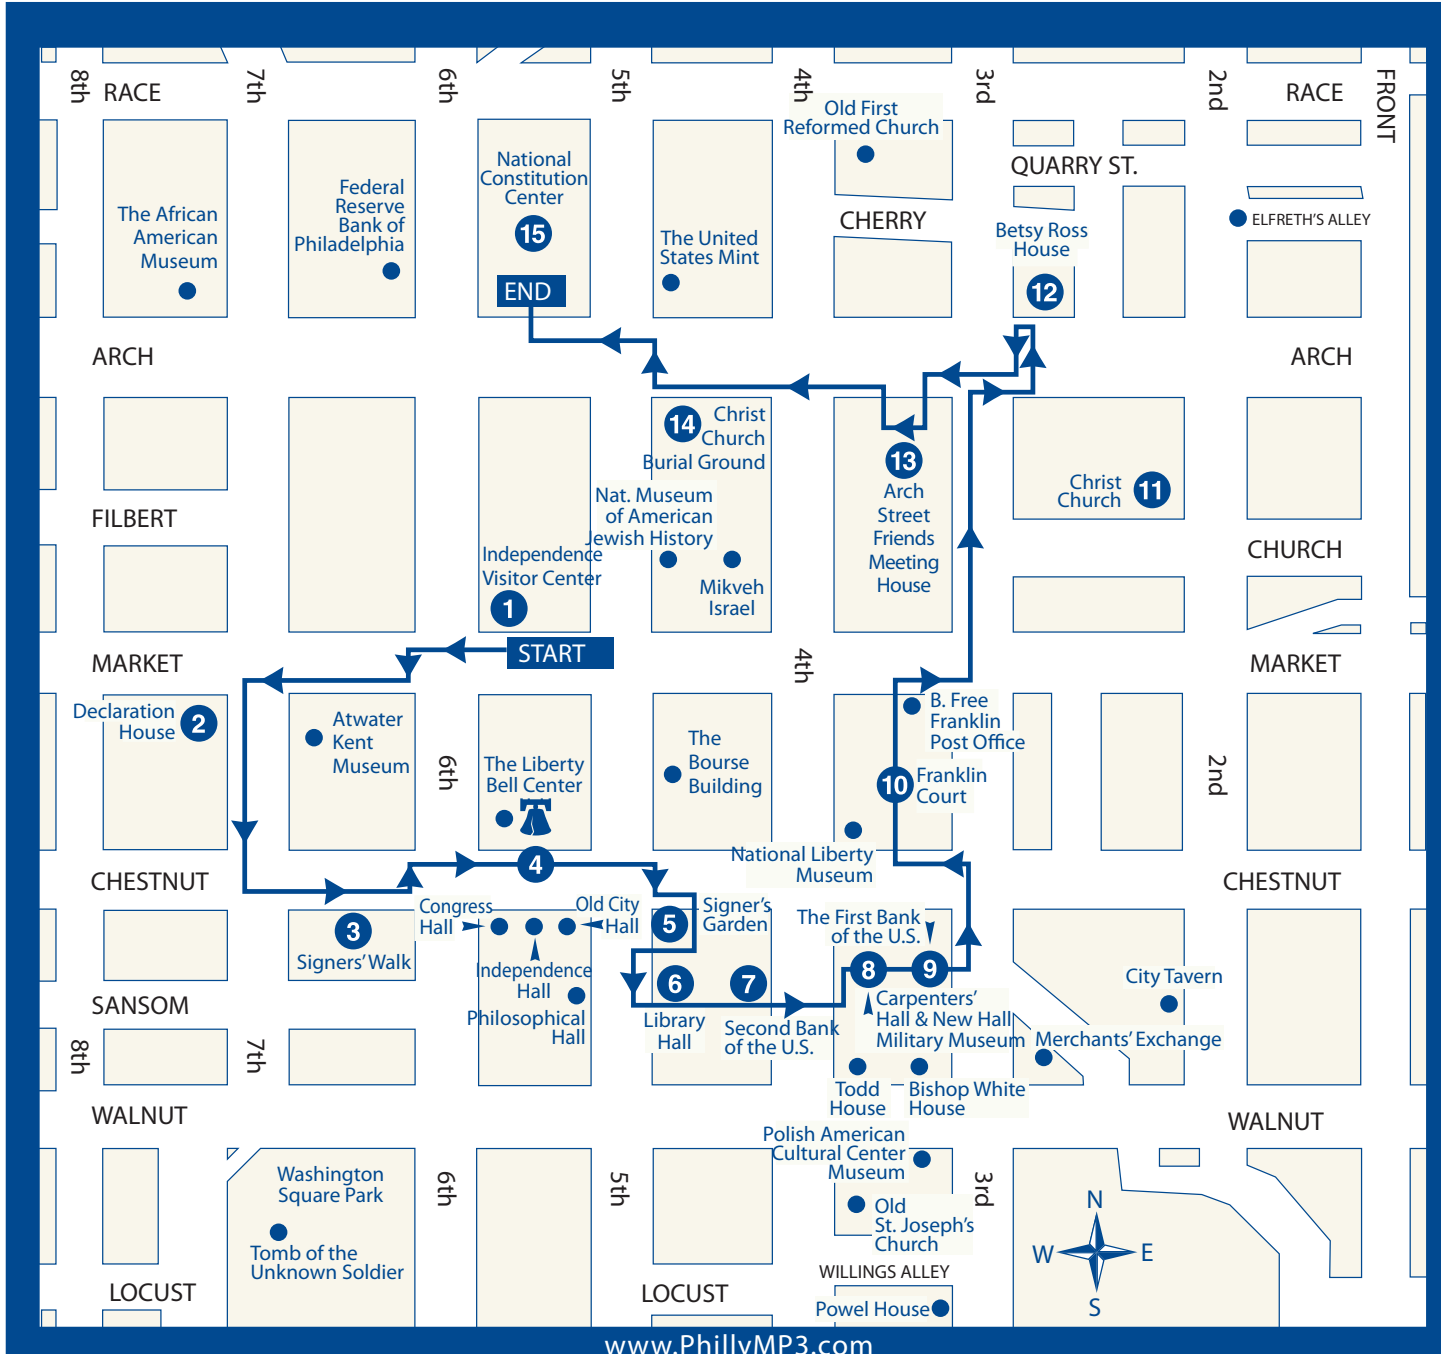 8th
7th
6th
5th
4th
3rd
2nd
FRONT
RACE
RACE
Old First
Reformed Church
QUARRY ST.
National
Constitution
Center
15
END
Federal
Reserve
Bank of
Philadelphia
The African
American
Museum
The United
States Mint
CHERRY
Betsy Ross
House
12
ELFRETH'S ALLEY
ARCH
ARCH
14
Christ
Church
Burial Ground
13
Arch
Street
Friends
Meeting
House
Christ
Church
11
FILBERT
Nat. Museum
of American
Jewish History
Mikveh
Israel
Independence
Visitor Center
1
CHURCH
START
MARKET
4th
MARKET
Declaration
House
2
Atwater
Kent
Museum
6th
The Liberty
Bell Center
4
The
Bourse
Building
B. Free
Franklin
Post Office
10
Franklin
Court
2nd
National Liberty
Museum
CHESTNUT
CHESTNUT
3
Signers' Walk
Congress
Hall
Old City
Hall
Independence
Hall
Philosophical
Hall
5
Signer's
Garden
6
Library
Hall
7
Second Bank
of the U.S.
The First Bank
of the U.S.
8
9
Carpenters'
Hall & New Hall
Military Museum
City Tavern
Merchants' Exchange
SANSOM
8th
7th
Todd
House
Bishop White
House
WALNUT
WALNUT
Polish American
Cultural Center
Museum
Old
St. Joseph's
Church
6th
5th
3rd
Washington
Square Park
Tomb of the
Unknown Soldier
N
W
E
S
LOCUST
LOCUST
WILLINGS ALLEY
Powel House
www.PhillyMP3.com